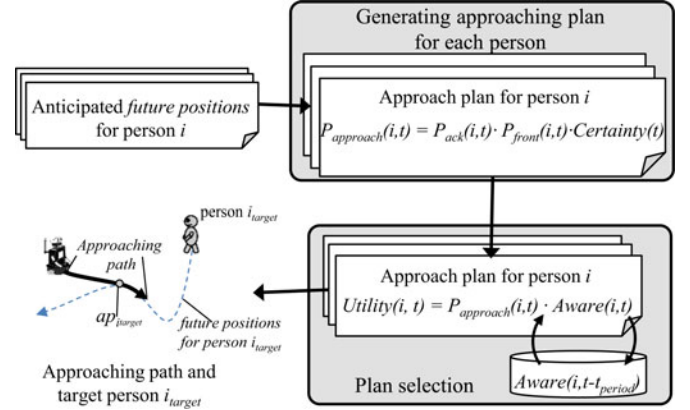 Generating approaching plan
for each person
Anticipated future positions
for person i
Approach plan for person i
P_approach(i,t) = P_ack(i,t)· P_front(i,t)·Certainty(t)
person i_target
Approaching
path
ap_itarget
future positions
for person i_target
Approaching path and
target person i_target
Approach plan for person i
Utility(i, t) = P_approach(i,t) · Aware(i,t)
Plan selection
Aware(i,t-t_period)